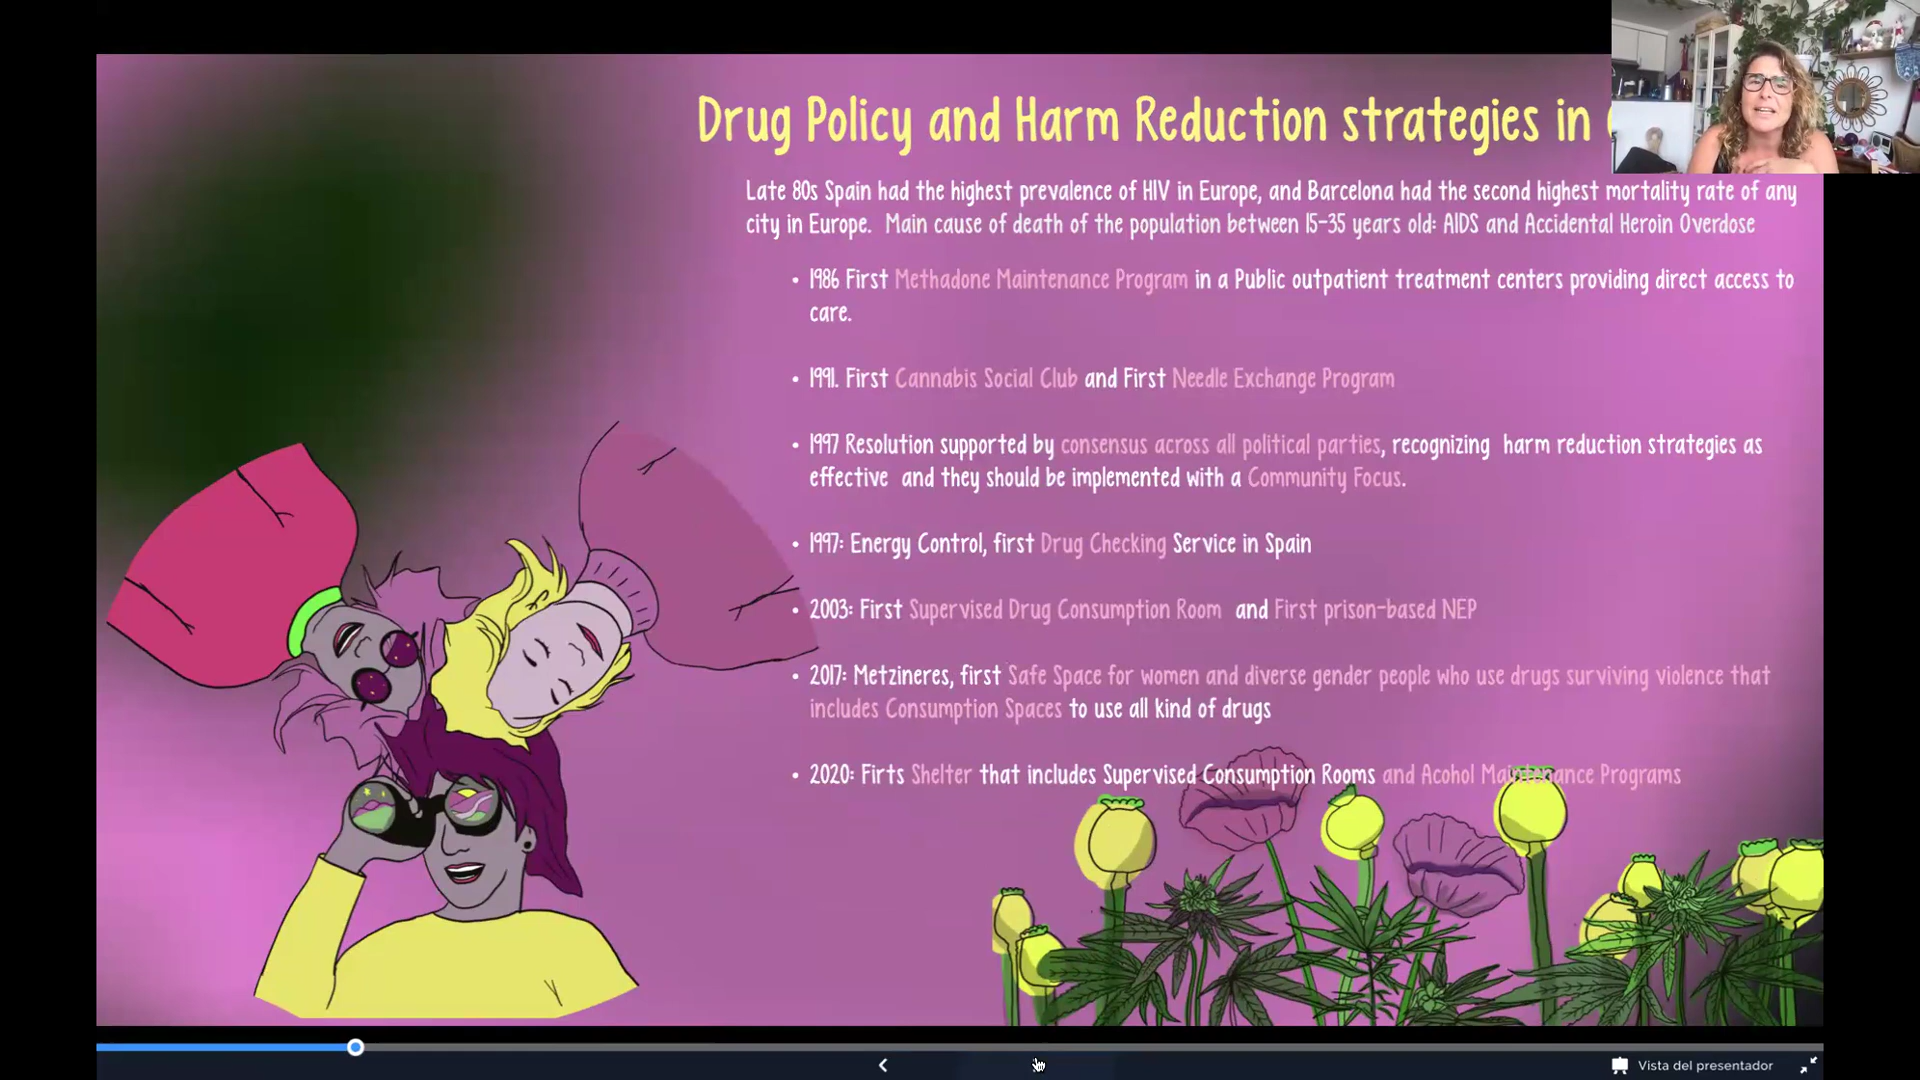 Drug Policy and Harm Reduction strategies in
Late 80s Spain had the highest prevalence of HIV in Europe, and Barcelona had the second highest mortality rate of any
city in Europe. Main cause of death of the population between 15-35 years old: AIDS and Accidental Heroin Overdose
• 1986 First Methadone Maintenance Program in a Public outpatient treatment centers providing direct access to
care.
• 1991. First Cannabis Social Club and First Needle Exchange Program
• 1997 Resolution supported by consensus across all political parties, recognizing harm reduction strategies as
effective and they should be implemented with a Community Focus.
• 1997: Energy Control, first Drug Checking Service in Spain
• 2003: First Supervised Drug Consumption Room and First prison-based NEP
• 2017: Metzineres, first Safe Space for women and diverse gender people who use drugs surviving violence that
includes Consumption Spaces to use all kind of drugs
• 2020: Firts Shelter that includes Supervised Consumption Rooms and Acohol Maintenance Programs
Vista del presentador